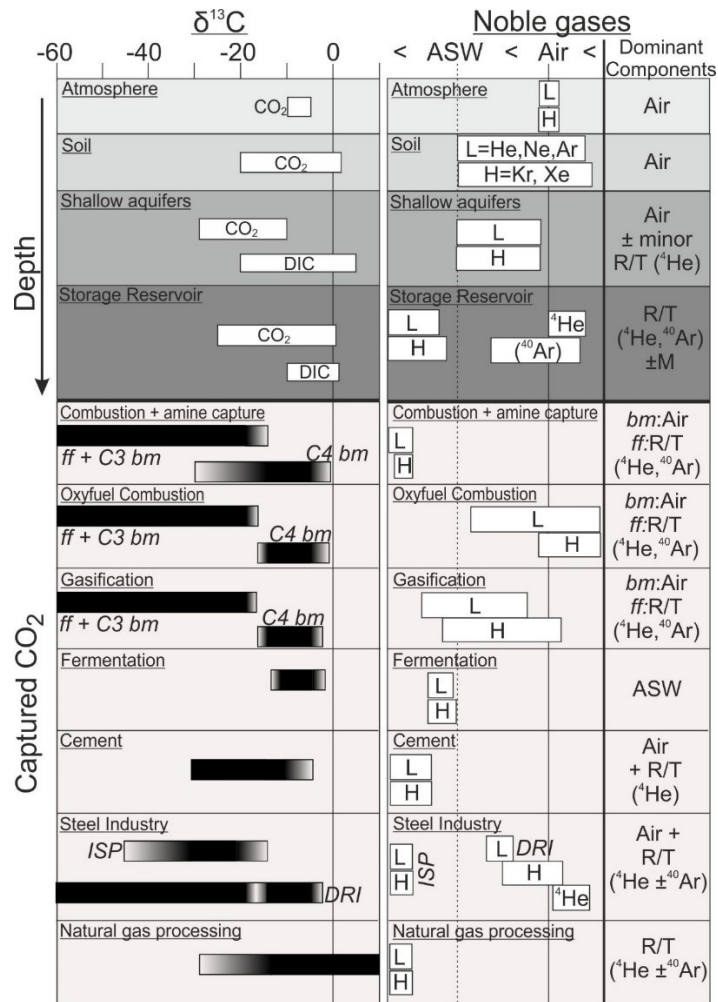 δ¹³C
Noble gases
-60 -40 -20 0
< ASW < Air <
Dominant
Components
Depth
Captured CO₂
Atmosphere
CO₂
Atmosphere
L
H
Air
Soil
CO₂
Soil
L=He,Ne,Ar
H=Kr, Xe
Air
Shallow aquifers
CO₂
DIC
Shallow aquifers
L
H
Air
± minor
R/T (⁴He)
Storage Reservoir
CO₂
DIC
Storage Reservoir
L
H
⁴He
(⁴⁰Ar)
R/T
(⁴He,⁴⁰Ar)
±M
Combustion + amine capture
ff + C3 bm
C4 bm
Combustion + amine capture
L
H
bm:Air
ff:R/T
(⁴He,⁴⁰Ar)
Oxyfuel Combustion
ff + C3 bm
C4 bm
Oxyfuel Combustion
L
H
bm:Air
ff:R/T
(⁴He,⁴⁰Ar)
Gasification
ff + C3 bm
C4 bm
Gasification
L
H
bm:Air
ff:R/T
(⁴He,⁴⁰Ar)
Fermentation
Fermentation
L
H
ASW
Cement
Cement
L
H
Air
+ R/T
(⁴He)
Steel Industry
ISP
DRI
Steel Industry
L
H
ISP
L DRI
H
⁴He
Air +
R/T
(⁴He ±⁴⁰Ar)
Natural gas processing
Natural gas processing
L
H
R/T
(⁴He ±⁴⁰Ar)